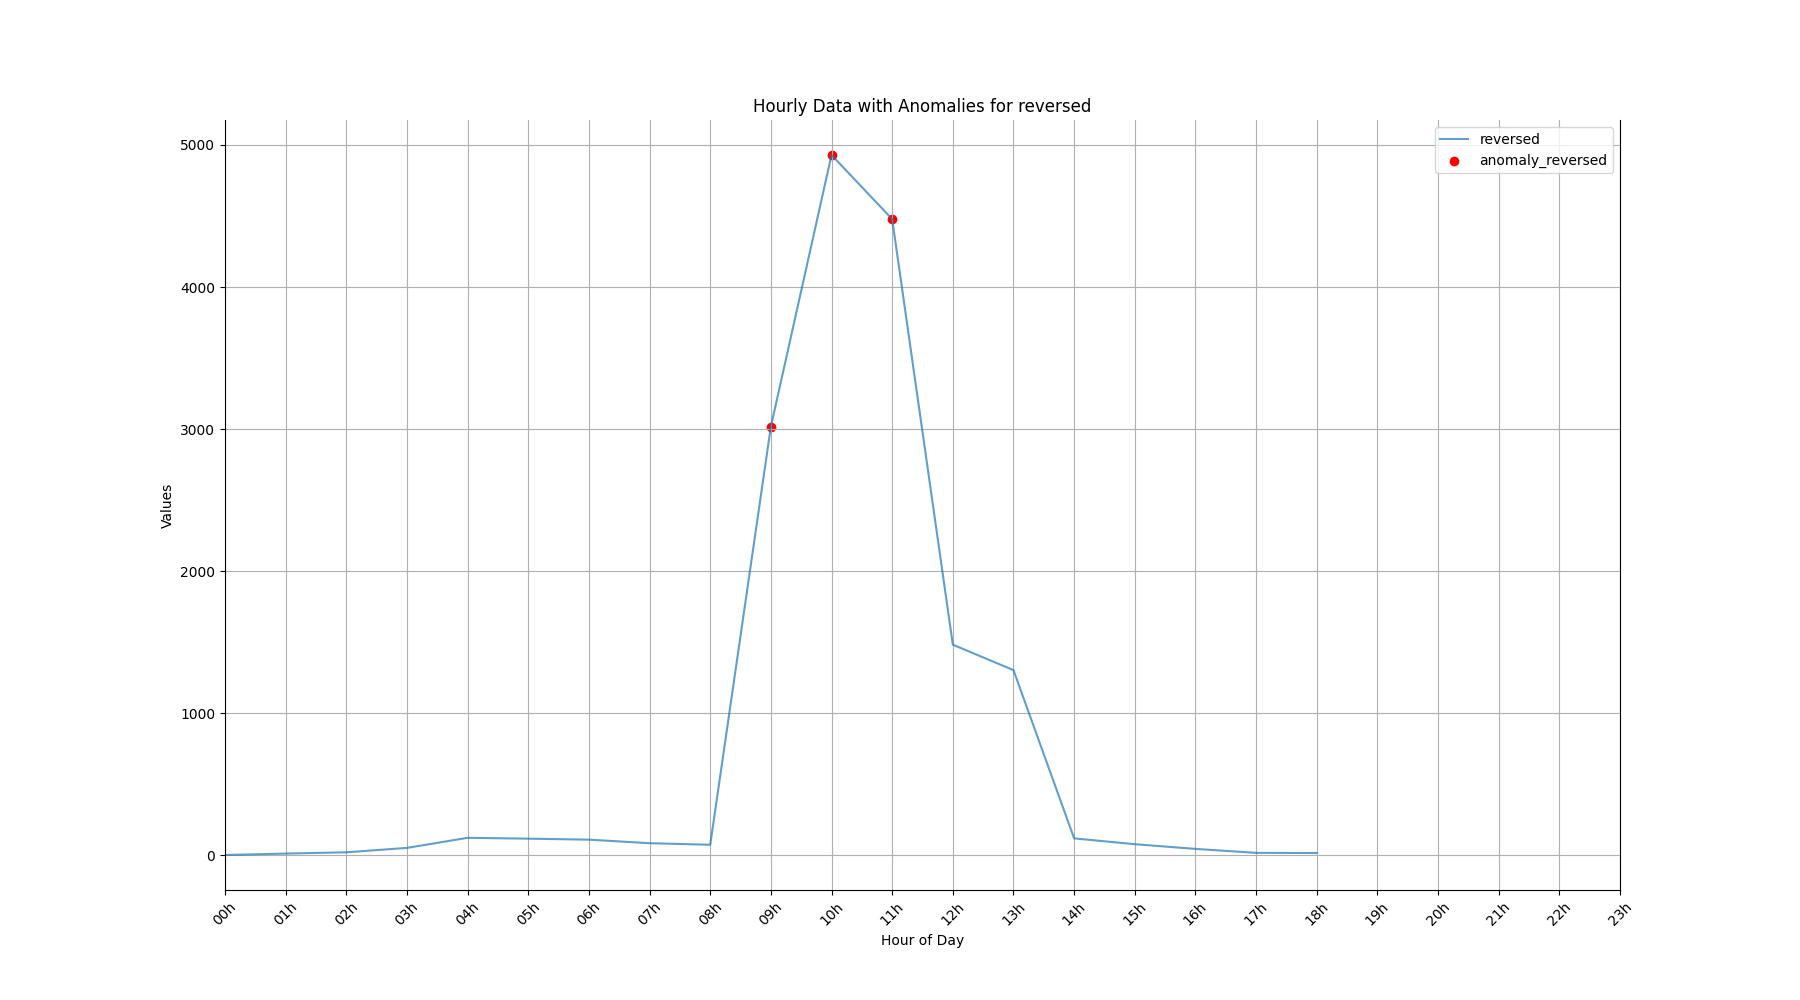 Hourly Data with Anomalies for reversed
reversed
anomaly_reversed
5000
4000
3000
2000
1000
0
Values
00h 01h 02h 03h 04h 05h 06h 07h 08h 09h 10h 11h 12h 13h 14h 15h 16h 17h 18h 19h 20h 21h 22h 23h
Hour of Day